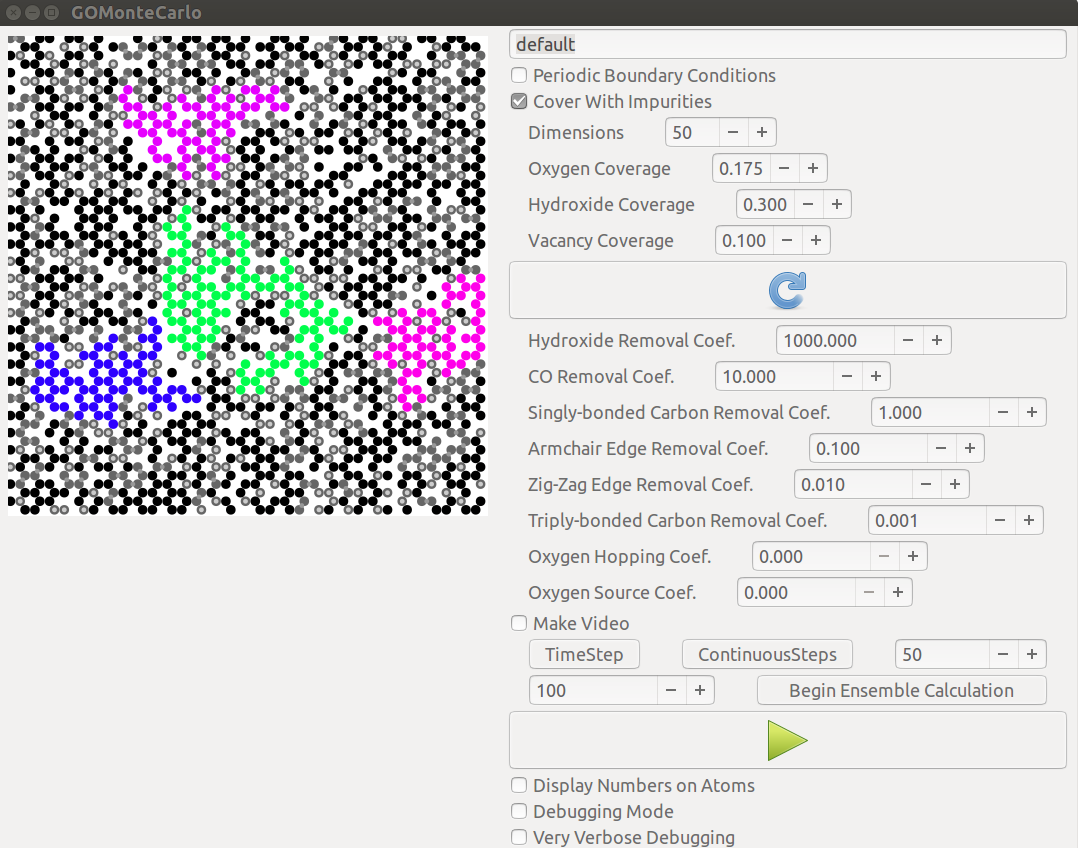 GOMonteCarlo
default
Periodic Boundary Conditions
Cover With Impurities
Dimensions 50 − +
Oxygen Coverage 0.175 − +
Hydroxide Coverage 0.300 − +
Vacancy Coverage 0.100 − +
Hydroxide Removal Coef. 1000.000 − +
CO Removal Coef. 10.000 − +
Singly-bonded Carbon Removal Coef. 1.000 − +
Armchair Edge Removal Coef. 0.100 − +
Zig-Zag Edge Removal Coef. 0.010 − +
Triply-bonded Carbon Removal Coef. 0.001 − +
Oxygen Hopping Coef. 0.000 − +
Oxygen Source Coef. 0.000 − +
Make Video
TimeStep ContinuousSteps 50 − +
100 − + Begin Ensemble Calculation
Display Numbers on Atoms
Debugging Mode
Very Verbose Debugging